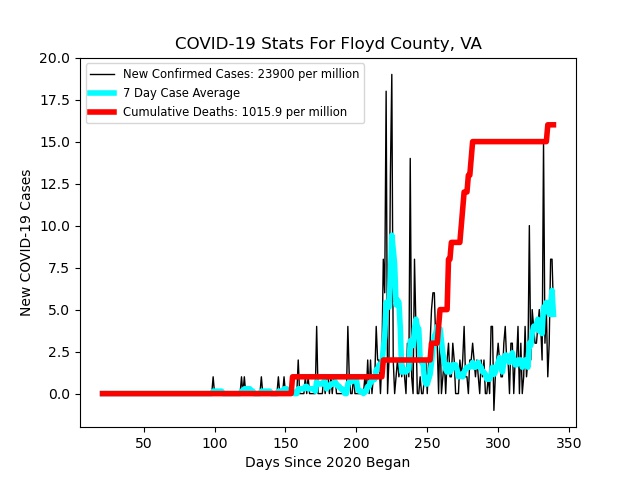 COVID-19 Stats For Floyd County, VA
New Confirmed Cases: 23900 per million
7 Day Case Average
Cumulative Deaths: 1015.9 per million
New COVID-19 Cases
20.0
17.5
15.0
12.5
10.0
7.5
5.0
2.5
0.0
50 100 150 200 250 300 350
Days Since 2020 Began